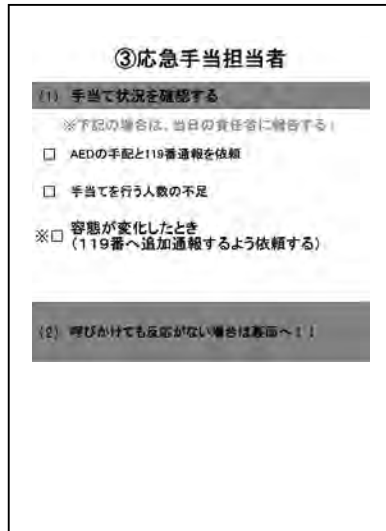 ③応急手当担当者
(1) 手当て状況を確認する
※下記の場合は、当日の責任者に報告する!
□ AEDの手配と119番通報を依頼
□ 手当てを行う人数の不足
※□ 容態が変化したとき
(119番へ追加通報するよう依頼する)
(2) 呼びかけても反応がない場合は裏面へ!!